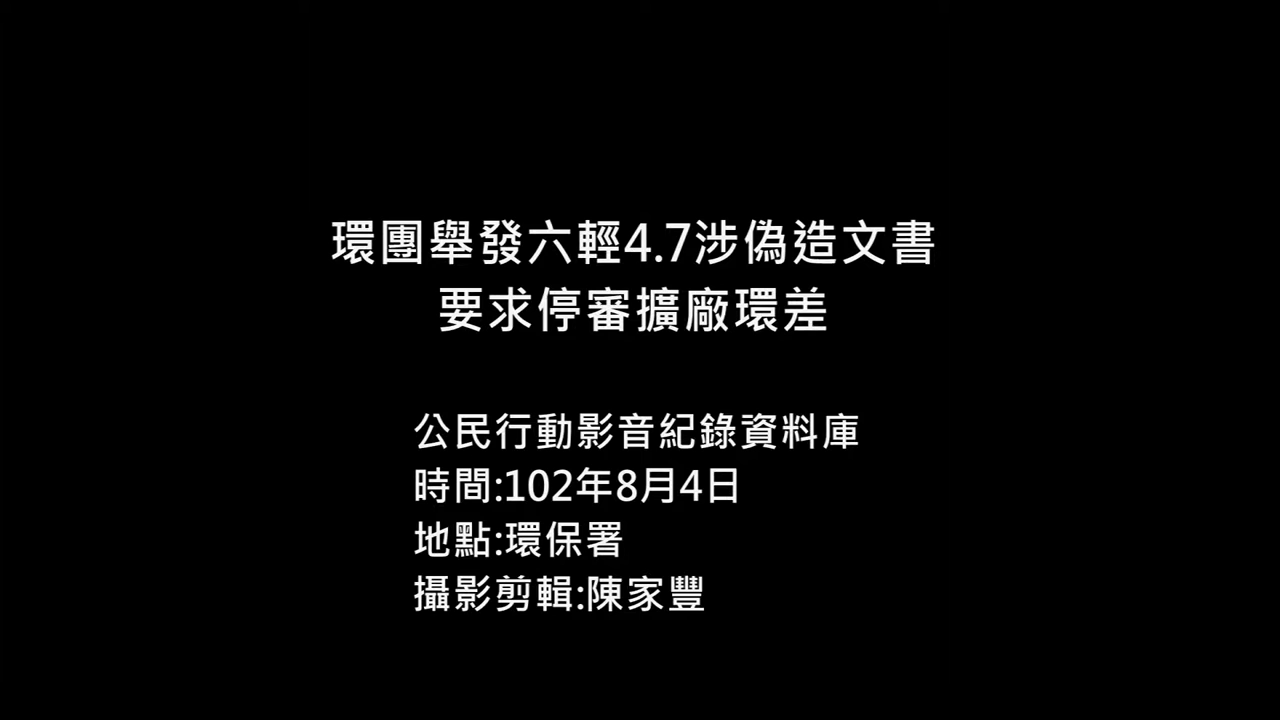 環團舉發六輕4.7涉偽造文書
要求停審擴廠環差
公民行動影音紀錄資料庫
時間:102年8月4日
地點:環保署
攝影剪輯:陳家豐